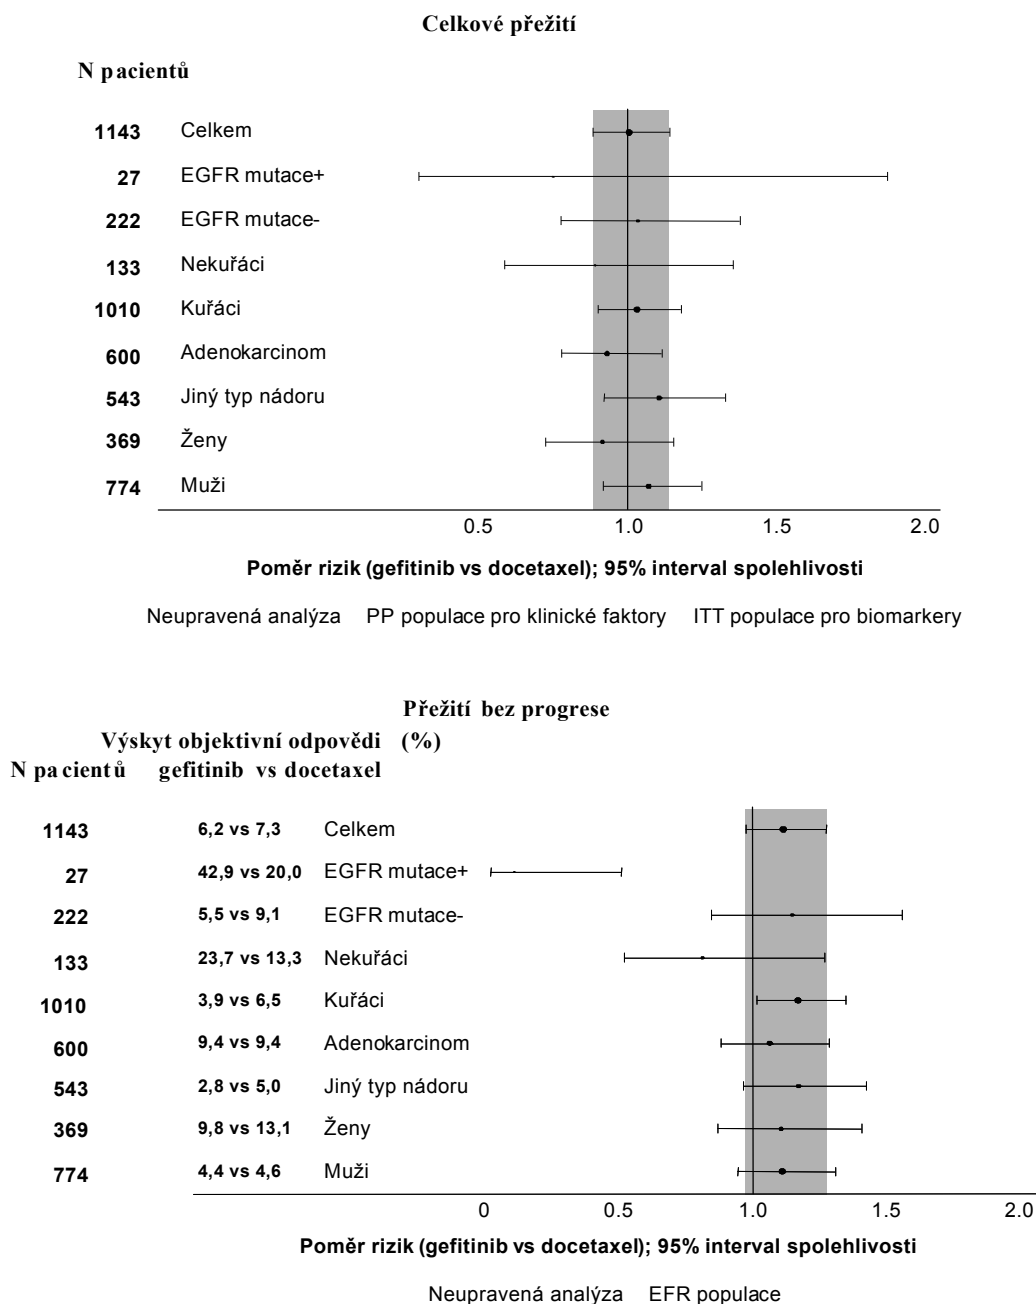 Celkové přežití
N pacientů
1143 Celkem
27 EGFR mutace+
222 EGFR mutace-
133 Nekuřáci
1010 Kuřáci
600 Adenokarcinom
543 Jiný typ nádoru
369 Ženy
774 Muži
0.5 1.0 1.5 2.0
Poměr rizik (gefitinib vs docetaxel); 95% interval spolehlivosti
Neupravená analýza PP populace pro klinické faktory ITT populace pro biomarkery
Přežití bez progrese
Výskyt objektivní odpovědi (%)
N pacientů gefitinib vs docetaxel
1143 6,2 vs 7,3 Celkem
27 42,9 vs 20,0 EGFR mutace+
222 5,5 vs 9,1 EGFR mutace-
133 23,7 vs 13,3 Nekuřáci
1010 3,9 vs 6,5 Kuřáci
600 9,4 vs 9,4 Adenokarcinom
543 2,8 vs 5,0 Jiný typ nádoru
369 9,8 vs 13,1 Ženy
774 4,4 vs 4,6 Muži
0 0.5 1.0 1.5 2.0
Poměr rizik (gefitinib vs docetaxel); 95% interval spolehlivosti
Neupravená analýza EFR populace